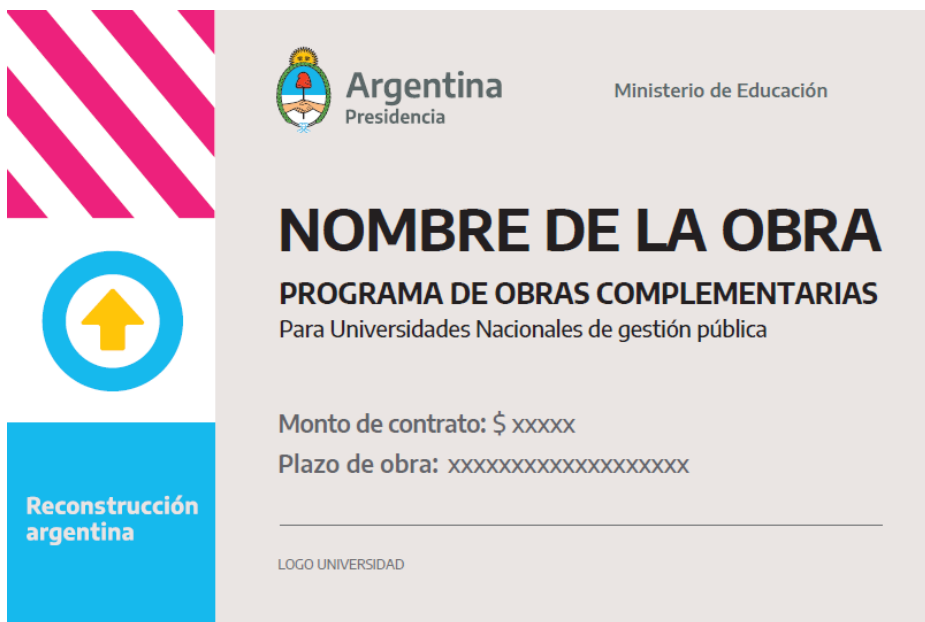 Argentina
Presidencia
Ministerio de Educación
NOMBRE DE LA OBRA
PROGRAMA DE OBRAS COMPLEMENTARIAS
Para Universidades Nacionales de gestión pública
Monto de contrato: $ xxxxx
Plazo de obra: xxxxxxxxxxxxxxxxxxx
Reconstrucción
argentina
LOGO UNIVERSIDAD